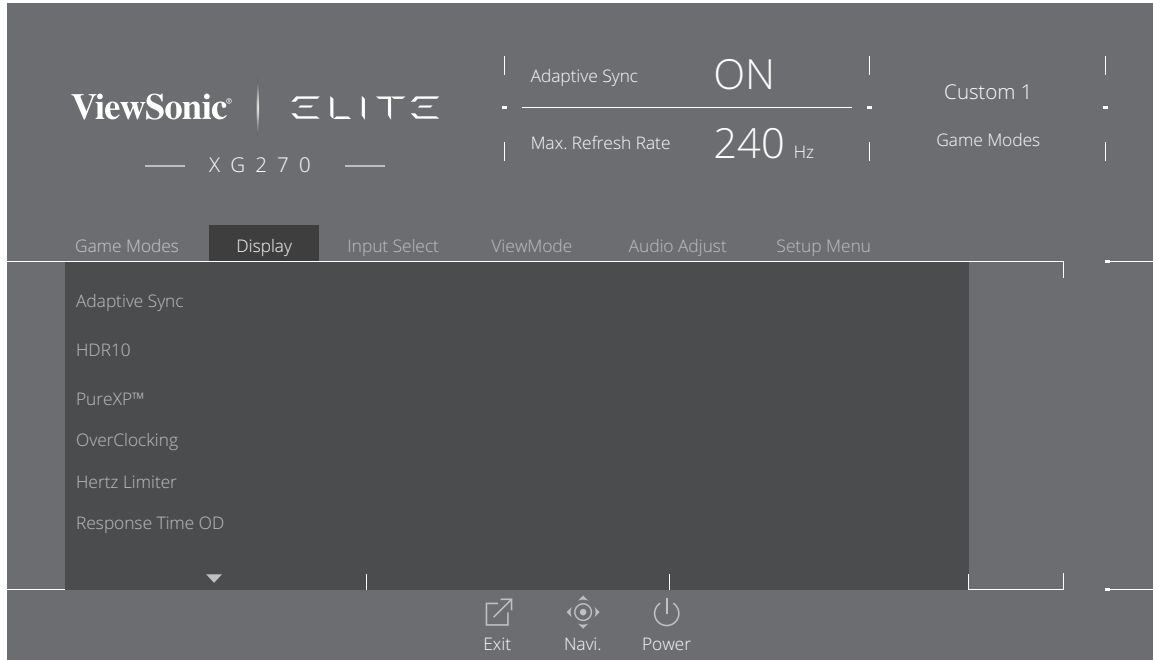 ViewSonic® ELITE
XG270
Adaptive Sync ON
Max. Refresh Rate 240 Hz
Custom 1
Game Modes
Game Modes Display Input Select ViewMode Audio Adjust Setup Menu
Adaptive Sync
HDR10
PureXP™
OverClocking
Hertz Limiter
Response Time OD
Exit Navi. Power